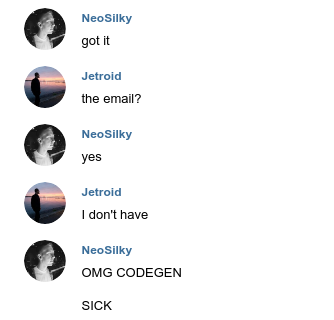 NeoSilky
got it
Jetroid
the email?
NeoSilky
yes
Jetroid
I don't have
NeoSilky
OMG CODEGEN
SICK